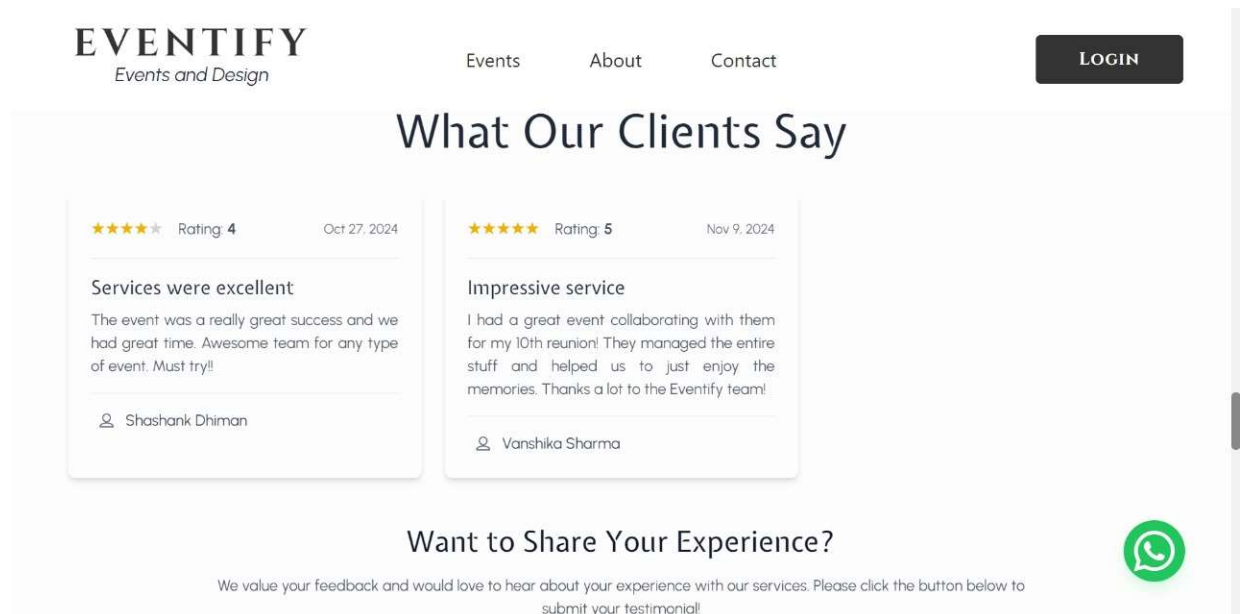 EVENTIFY
Events and Design
Events About Contact
LOGIN
What Our Clients Say
Rating: 4 Oct 27, 2024
Services were excellent
The event was a really great success and we
had great time. Awesome team for any type
of event. Must try!!
Shashank Dhiman
Rating: 5 Nov 9, 2024
Impressive service
I had a great event collaborating with them
for my 10th reunion! They managed the entire
stuff and helped us to just enjoy the
memories. Thanks a lot to the Eventify team!
Vanshika Sharma
Want to Share Your Experience?
We value your feedback and would love to hear about your experience with our services. Please click the button below to
submit your testimonial!